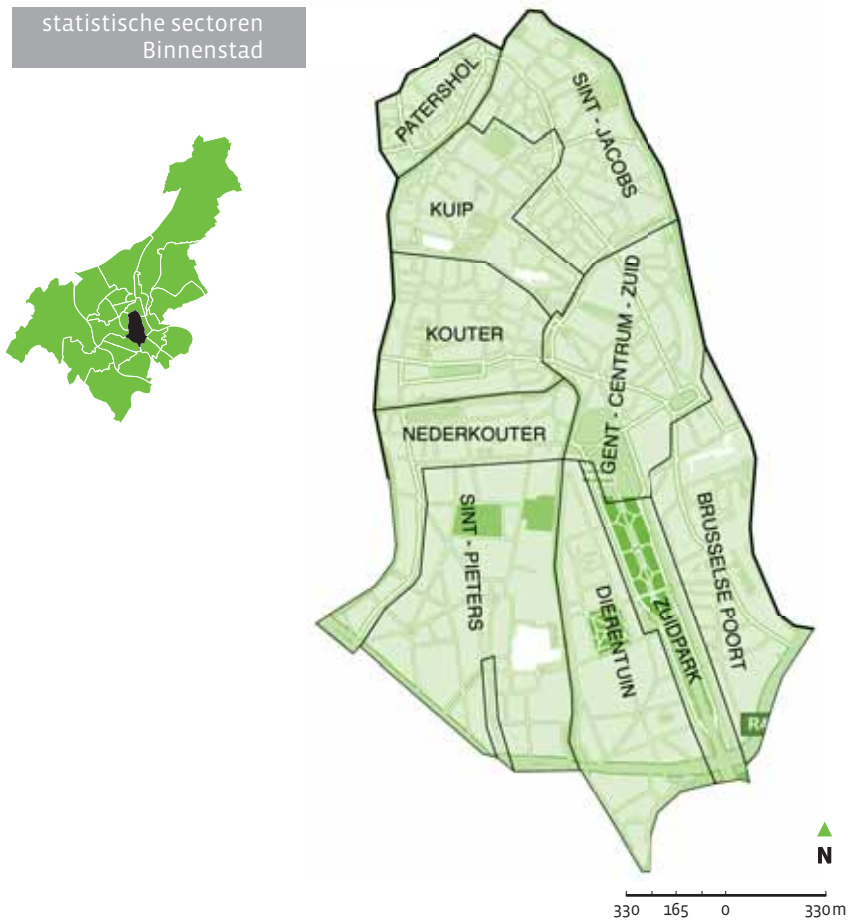 statistische sectoren
Binnenstad
PATERSHOL
SINT - JACOBS
KUIP
GENT - CENTRUM - ZUID
KOUTER
NEDERKOUTER
SINT - PIETERS
BRUSSELSE POORT
DIERENTUIN
ZUIDPARK
R4
N
330 165 0 330m